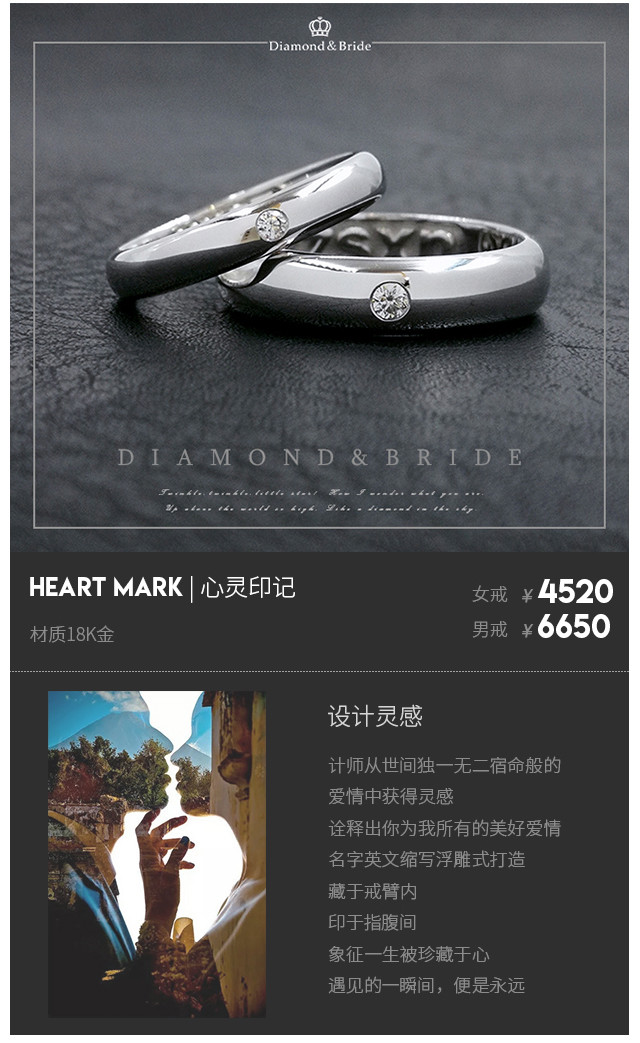 Diamond & Bride
DIAMOND&BRIDE
Twinkle, twinkle, little star! How I wonder what you are.
Up above the world so high, Like a diamond in the sky.
HEART MARK | 心灵印记
材质18K金
女戒 ¥ 4520
男戒 ¥ 6650
设计灵感
计师从世间独一无二宿命般的
爱情中获得灵感
诠释出你为我所有的美好爱情
名字英文缩写浮雕式打造
藏于戒臂内
印于指腹间
象征一生被珍藏于心
遇见的一瞬间，便是永远